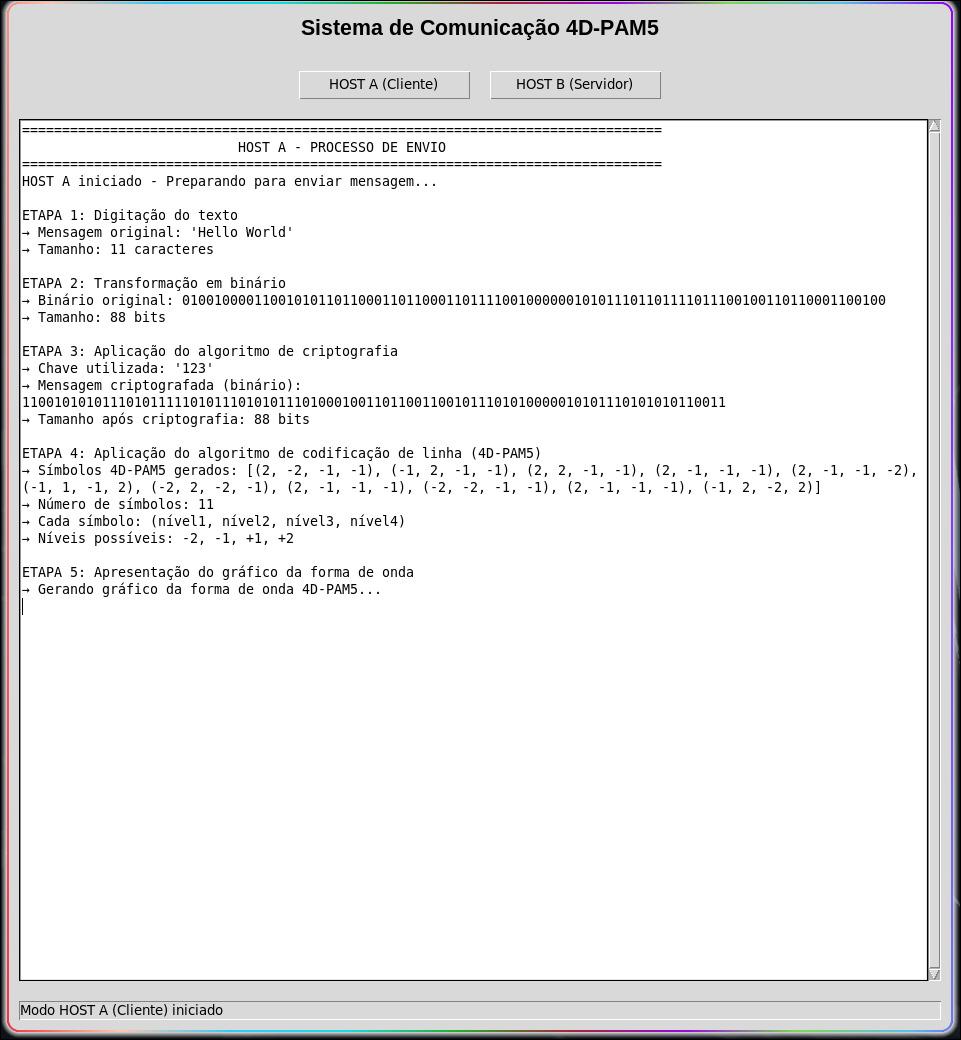 Sistema de Comunicação 4D-PAM5
HOST A (Cliente)
HOST B (Servidor)
================================================================================
HOST A - PROCESSO DE ENVIO
================================================================================
HOST A iniciado - Preparando para enviar mensagem...
ETAPA 1: Digitação do texto
→ Mensagem original: 'Hello World'
→ Tamanho: 11 caracteres
ETAPA 2: Transformação em binário
→ Binário original: 0100100001100101011011000110110001101111001000000101011101101111011100100110110001100100
→ Tamanho: 88 bits
ETAPA 3: Aplicação do algoritmo de criptografia
→ Chave utilizada: '123'
→ Mensagem criptografada (binário):
1100101010111010111110101110101011101000100110110011001011101010000010101110101010110011
→ Tamanho após criptografia: 88 bits
ETAPA 4: Aplicação do algoritmo de codificação de linha (4D-PAM5)
→ Símbolos 4D-PAM5 gerados: [(2, -2, -1, -1), (-1, 2, -1, -1), (2, 2, -1, -1), (2, -1, -1, -1), (2, -1, -1, -2),
(-1, 1, -1, 2), (-2, 2, -2, -1), (2, -1, -1, -1), (-2, -2, -1, -1), (2, -1, -1, -1), (-1, 2, -2, 2)]
→ Número de símbolos: 11
→ Cada símbolo: (nível1, nível2, nível3, nível4)
→ Níveis possíveis: -2, -1, +1, +2
ETAPA 5: Apresentação do gráfico da forma de onda
→ Gerando gráfico da forma de onda 4D-PAM5...
Modo HOST A (Cliente) iniciado